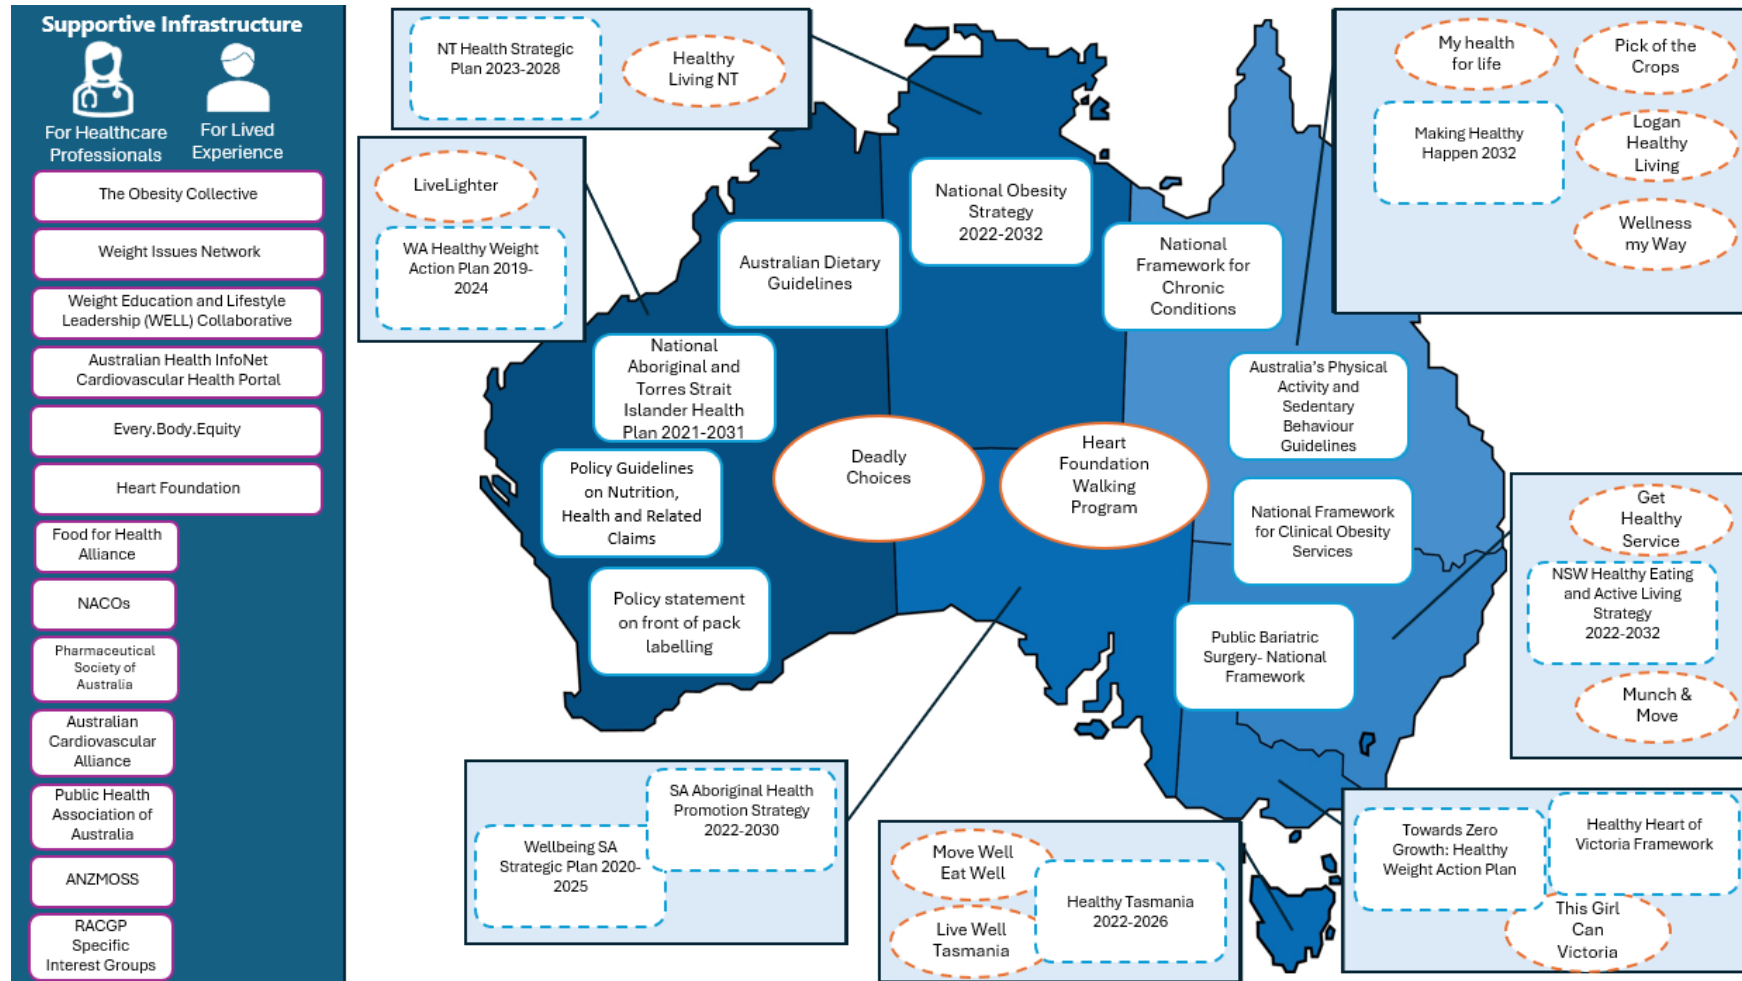 Supportive Infrastructure
For Healthcare
Professionals
For Lived
Experience
The Obesity Collective
Weight Issues Network
Weight Education and Lifestyle
Leadership (WELL) Collaborative
Australian Health InfoNet
Cardiovascular Health Portal
Every.Body.Equity
Heart Foundation
Food for Health
Alliance
NACOs
Pharmaceutical
Society of
Australia
Australian
Cardiovascular
Alliance
Public Health
Association of
Australia
ANZMOSS
RACGP
Specific
Interest Groups
NT Health Strategic
Plan 2023-2028
Healthy
Living NT
LiveLighter
WA Healthy Weight
Action Plan 2019-
2024
My health
for life
Pick of the
Crops
Making Healthy
Happen 2032
Logan
Healthy
Living
Wellness
my Way
National Obesity
Strategy
2022-2032
Australian Dietary
Guidelines
National
Framework for
Chronic
Conditions
National
Aboriginal and
Torres Strait
Islander Health
Plan 2021-2031
Australia's Physical
Activity and
Sedentary
Behaviour
Guidelines
Deadly
Choices
Heart
Foundation
Walking
Program
Policy Guidelines
on Nutrition,
Health and Related
Claims
National Framework
for Clinical Obesity
Services
Policy statement
on front of pack
labelling
Public Bariatric
Surgery- National
Framework
Get
Healthy
Service
NSW Healthy Eating
and Active Living
Strategy
2022-2032
Munch &
Move
Wellbeing SA
Strategic Plan 2020-
2025
SA Aboriginal Health
Promotion Strategy
2022-2030
Move Well
Eat Well
Live Well
Tasmania
Healthy Tasmania
2022-2026
Towards Zero
Growth: Healthy
Weight Action Plan
Healthy Heart of
Victoria Framework
This Girl
Can
Victoria